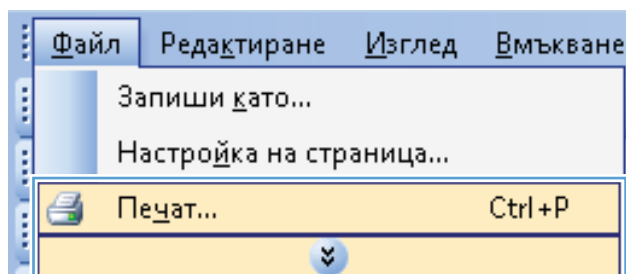 Файл Редактиране Изглед Вмъкване
Запиши като...
Настройка на страница...
Печат... Ctrl+P